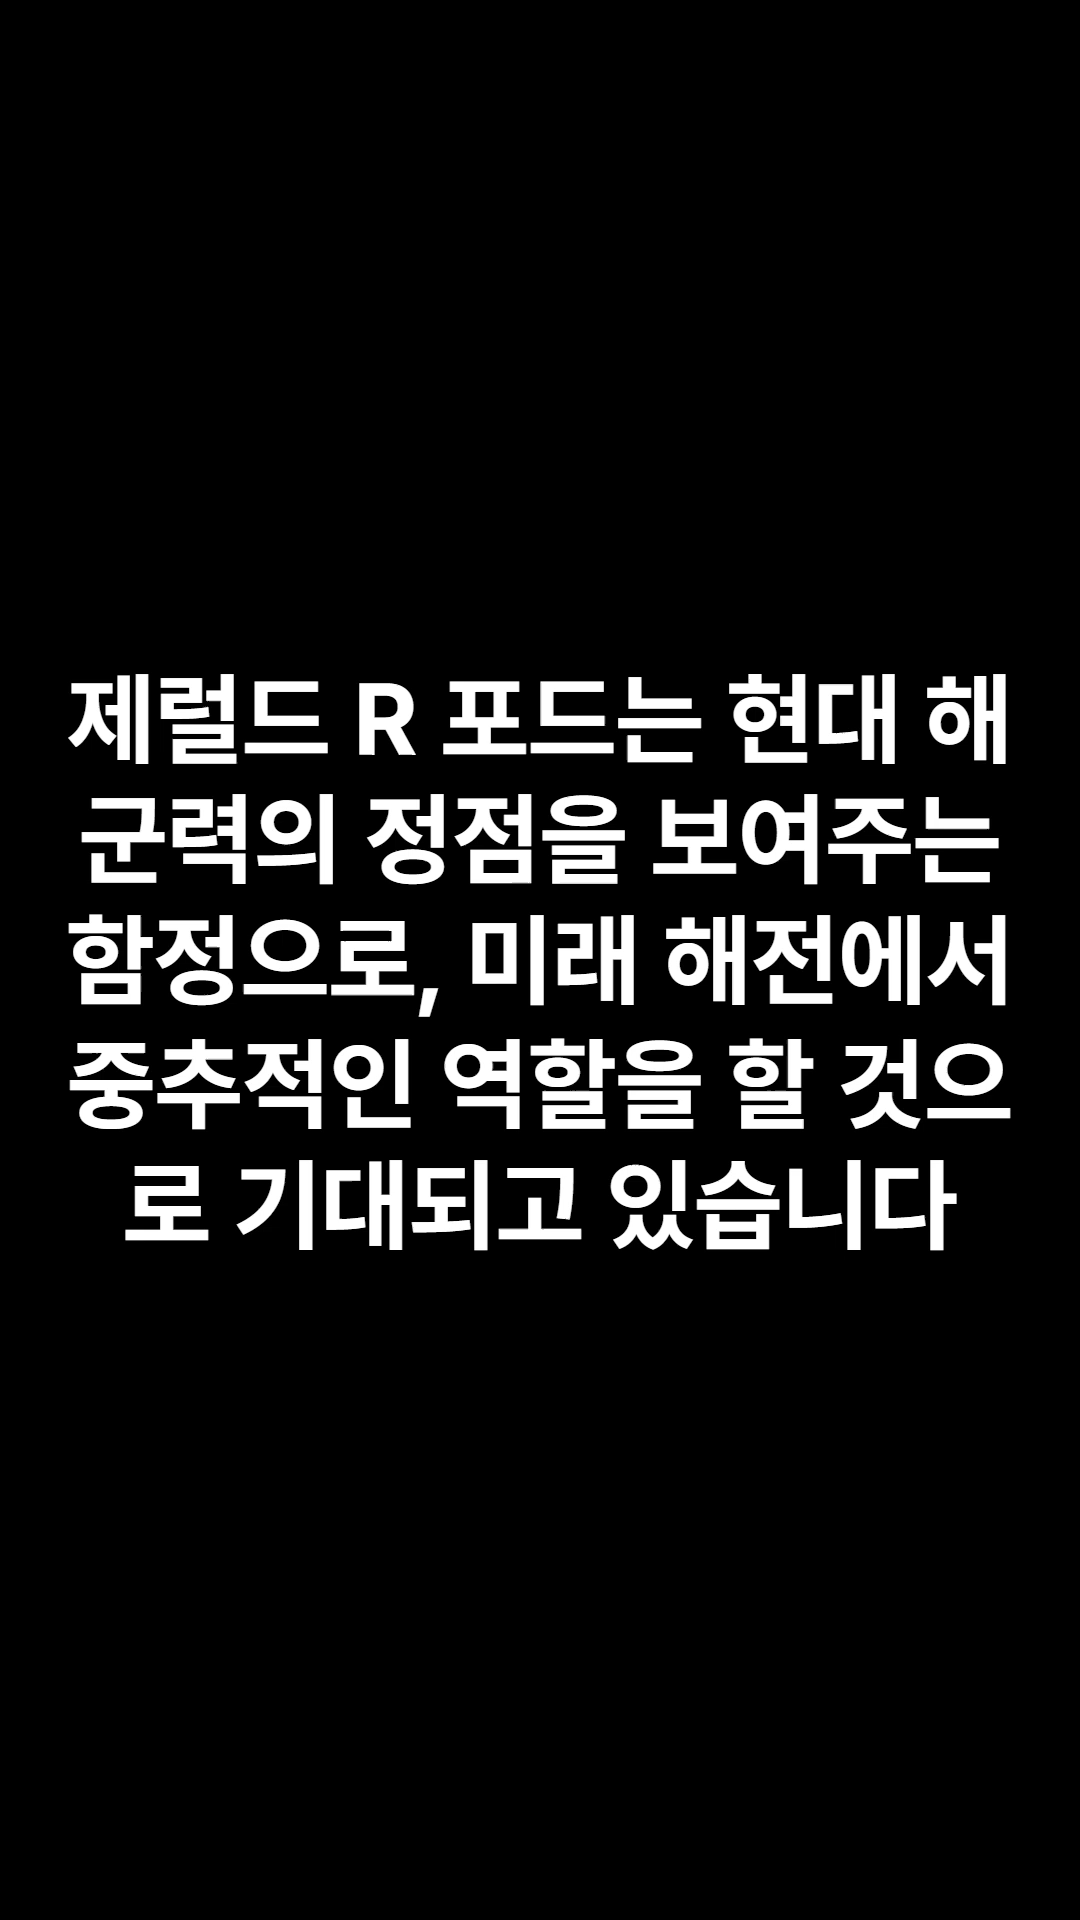 제럴드 R 포드는 현대 해
군력의 정점을 보여주는
함정으로, 미래 해전에서
중추적인 역할을 할 것으
로 기대되고 있습니다